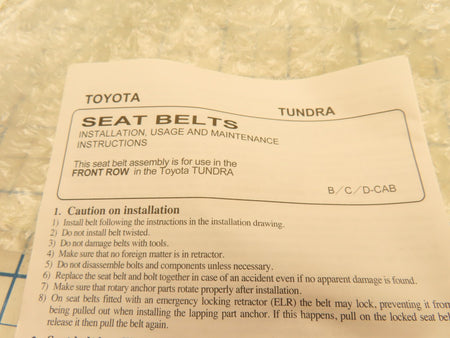 TOYOTA
TUNDRA
SEAT BELTS
INSTALLATION, USAGE AND MAINTENANCE
INSTRUCTIONS
This seat belt assembly is for use in the
FRONT ROW in the Toyota TUNDRA
B/C/D-CAB
1. Caution on installation
1) Install belt following the instructions in the installation drawing.
2) Do not install belt twisted.
3) Do not damage belts with tools.
4) Make sure that no foreign matter is in retractor.
5) Do not disassemble bolts and components unless necessary.
6) Replace the seat belt and bolt together in case of an accident even if no apparent damage is found.
7) Make sure that rotary anchor parts rotate properly after installation.
8) On seat belts fitted with an emergency locking retractor (ELR) the belt may lock, preventing it from
being pulled out when installing the lapping part anchor. If this happens, pull on the locked seat bel
release it then pull the belt again.